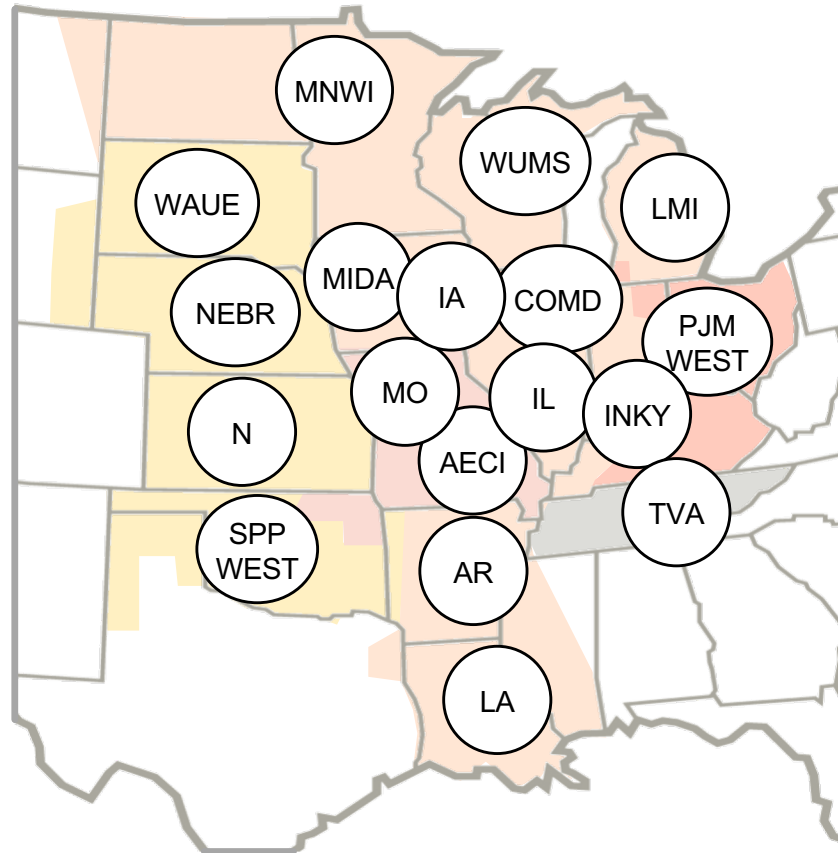 MNWI
WUMS
WAUE
LMI
MIDA
IA
COMD
NEBR
PJM
WEST
MO
IL
INKY
N
AECI
TVA
SPP
WEST
AR
LA